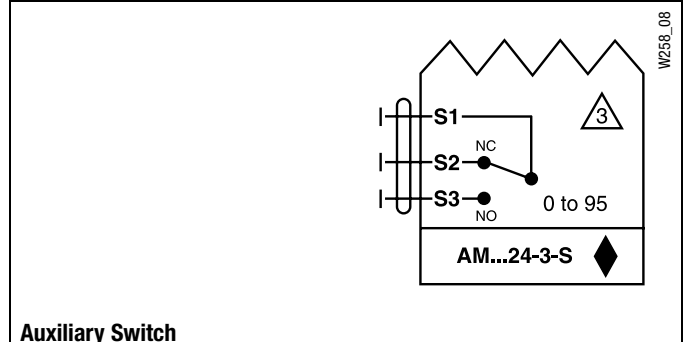 W258_08
S1
3
NC
S2
S3
NO
0 to 95
AM...24-3-S
Auxiliary Switch